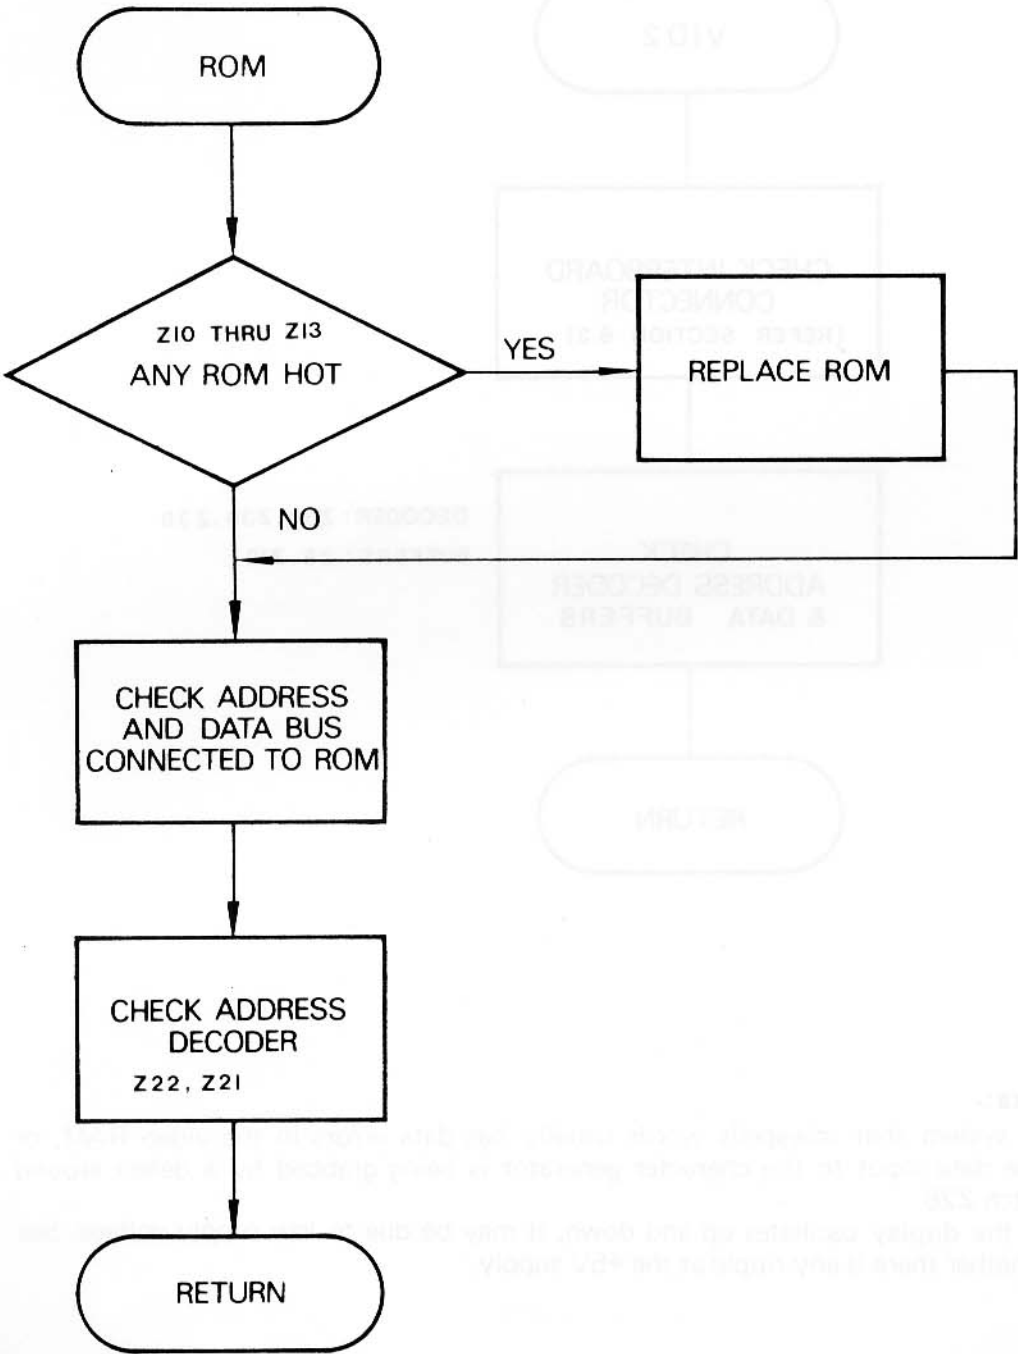 ROM
Z10 THRU Z13
ANY ROM HOT
YES
REPLACE ROM
NO
CHECK ADDRESS
AND DATA BUS
CONNECTED TO ROM
CHECK ADDRESS
DECODER
Z22, Z21
RETURN